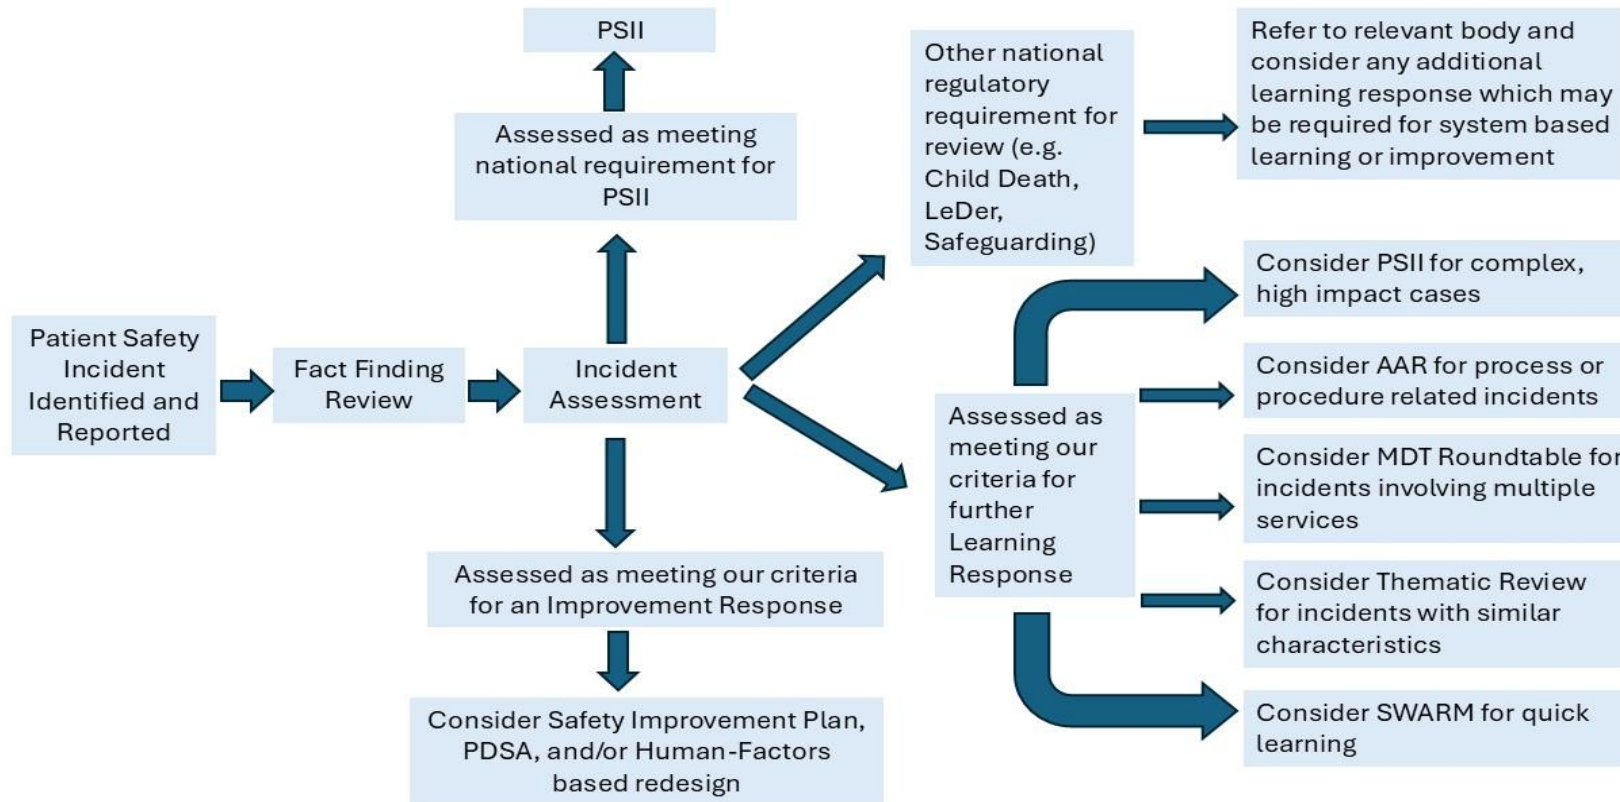 PSII
Assessed as meeting
national requirement for
PSII
Patient Safety
Incident
Identified and
Reported
Fact Finding
Review
Incident
Assessment
Assessed as meeting our criteria
for an Improvement Response
Consider Safety Improvement Plan,
PDSA, and/or Human-Factors
based redesign
Other national
regulatory
requirement for
review (e.g.
Child Death,
LeDer,
Safeguarding)
Refer to relevant body and
consider any additional
learning response which may
be required for system based
learning or improvement
Assessed as
meeting our
criteria for
further
Learning
Response
Consider PSII for complex,
high impact cases
Consider AAR for process or
procedure related incidents
Consider MDT Roundtable for
incidents involving multiple
services
Consider Thematic Review
for incidents with similar
characteristics
Consider SWARM for quick
learning